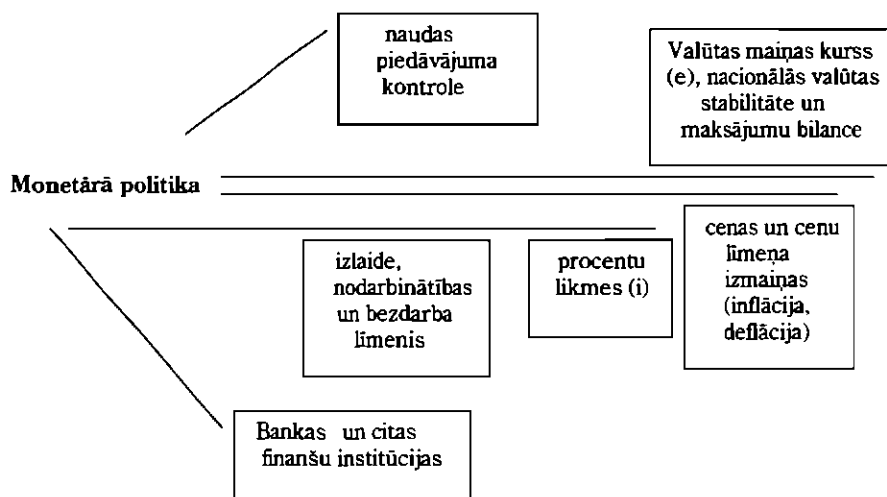 naudas
piedāvājuma
kontrole
Valūtas maiņas kurss
(e), nacionālās valūtas
stabilitāte un
maksājumu bilance
Monetārā politika
izlaide,
nodarbinātības
un bezdarba
līmenis
procentu
likmes (i)
cenas un cenu
līmeņa
izmaiņas
(inflācija,
deflācija)
Bankas un citas
finanšu institūcijas